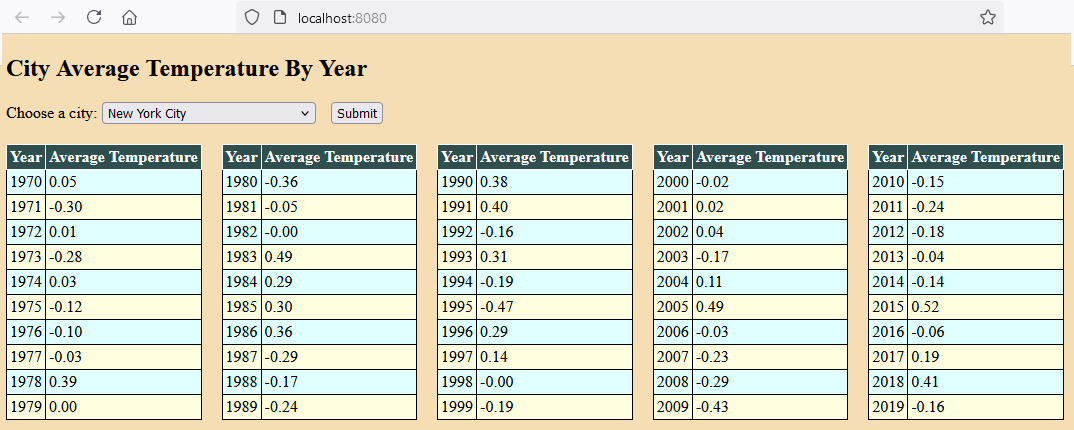 localhost:8080
City Average Temperature By Year
Choose a city: New York City Submit
Year Average Temperature Year Average Temperature Year Average Temperature Year Average Temperature Year Average Temperature
1970 0.05 1980 -0.36 1990 0.38 2000 -0.02 2010 -0.15
1971 -0.30 1981 -0.05 1991 0.40 2001 0.02 2011 -0.24
1972 0.01 1982 -0.00 1992 -0.16 2002 0.04 2012 -0.18
1973 -0.28 1983 0.49 1993 0.31 2003 -0.17 2013 -0.04
1974 0.03 1984 0.29 1994 -0.19 2004 0.11 2014 -0.14
1975 -0.12 1985 0.30 1995 -0.47 2005 0.49 2015 0.52
1976 -0.10 1986 0.36 1996 0.29 2006 -0.03 2016 -0.06
1977 -0.03 1987 -0.29 1997 0.14 2007 -0.23 2017 0.19
1978 0.39 1988 -0.17 1998 -0.00 2008 -0.29 2018 0.41
1979 0.00 1989 -0.24 1999 -0.19 2009 -0.43 2019 -0.16